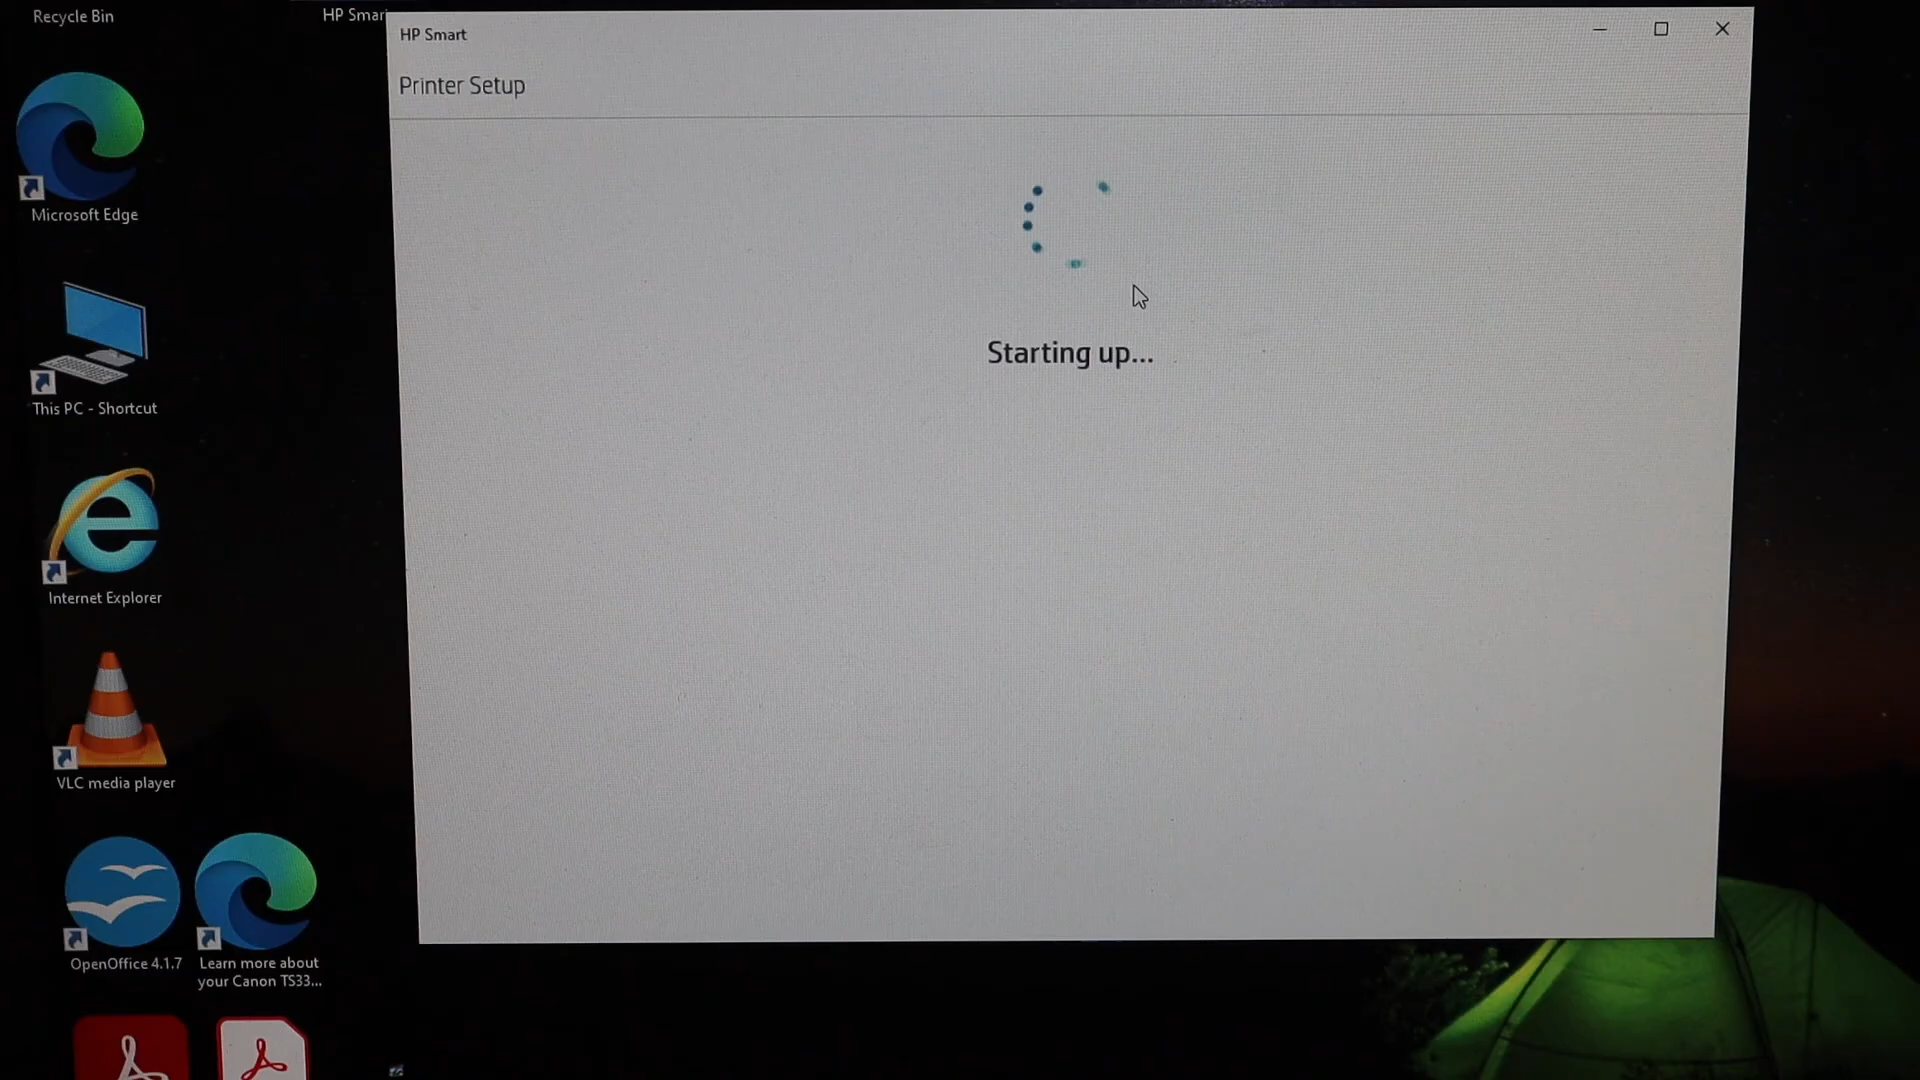 Recycle Bin
HP Smar
HP Smart
Printer Setup
Starting up...
Microsoft Edge
This PC - Shortcut
Internet Explorer
VLC media player
OpenOffice 4.1.7
Learn more about
your Canon TS33...